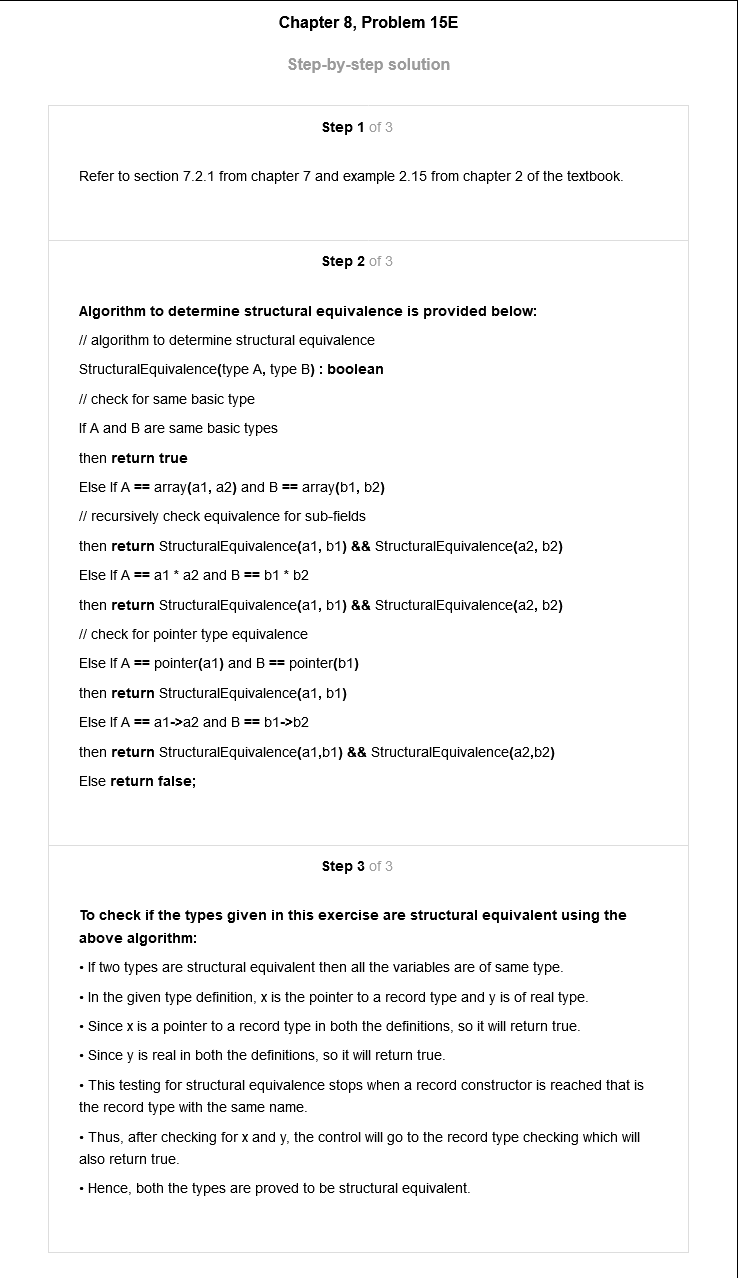 Chapter 8, Problem 15E
Step-by-step solution
Step 1 of 3
Refer to section 7.2.1 from chapter 7 and example 2.15 from chapter 2 of the textbook.
Step 2 of 3
Algorithm to determine structural equivalence is provided below:
// algorithm to determine structural equivalence
StructuralEquivalence(type A, type B) : boolean
// check for same basic type
If A and B are same basic types
then return true
Else If A == array(a1, a2) and B == array(b1, b2)
// recursively check equivalence for sub-fields
then return StructuralEquivalence(a1, b1) && StructuralEquivalence(a2, b2)
Else If A == a1 * a2 and B == b1 * b2
then return StructuralEquivalence(a1, b1) && StructuralEquivalence(a2, b2)
// check for pointer type equivalence
Else If A == pointer(a1) and B == pointer(b1)
then return StructuralEquivalence(a1, b1)
Else If A == a1->a2 and B == b1->b2
then return StructuralEquivalence(a1,b1) && StructuralEquivalence(a2,b2)
Else return false;
Step 3 of 3
To check if the types given in this exercise are structural equivalent using the
above algorithm:
• If two types are structural equivalent then all the variables are of same type.
• In the given type definition, x is the pointer to a record type and y is of real type.
• Since x is a pointer to a record type in both the definitions, so it will return true.
• Since y is real in both the definitions, so it will return true.
• This testing for structural equivalence stops when a record constructor is reached that is
the record type with the same name.
• Thus, after checking for x and y, the control will go to the record type checking which will
also return true.
• Hence, both the types are proved to be structural equivalent.